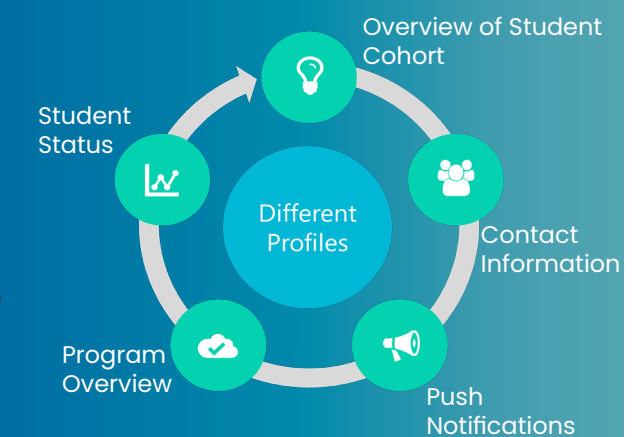 Overview of Student
Cohort
Student
Status
Different
Profiles
Contact
Information
Program
Overview
Push
Notifications